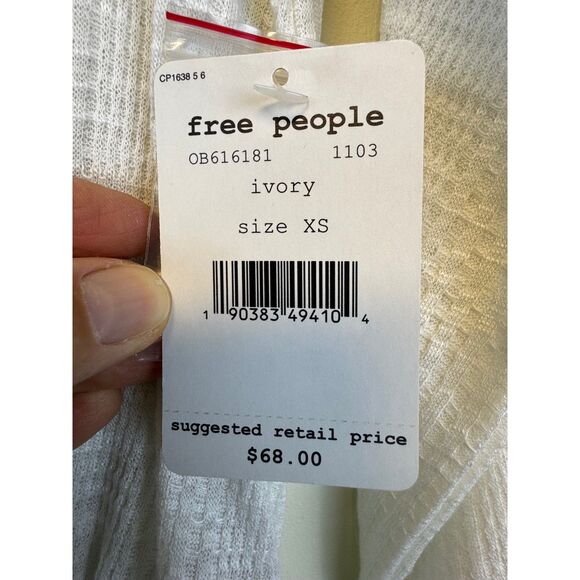 CP1638 5 6
free people
OB616181 1103
ivory
size XS
1 90383 49410 4
suggested retail price
$68.00